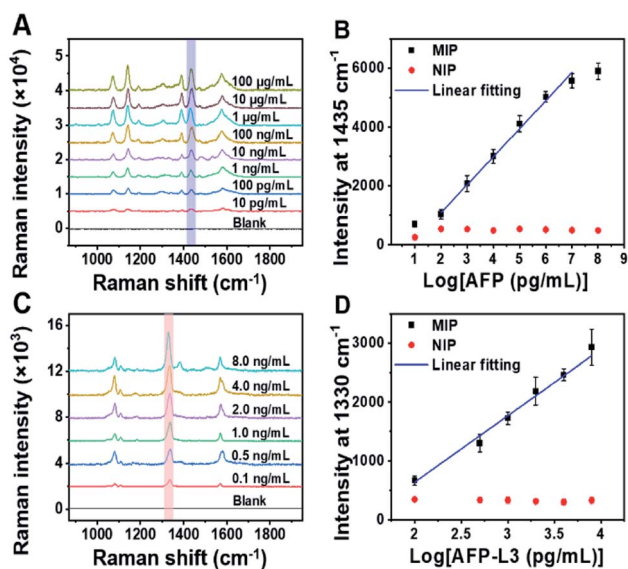 A
Raman intensity (×10⁴)
5
4
3
2
1
0
100 μg/mL
10 μg/mL
1 μg/mL
100 ng/mL
10 ng/mL
1 ng/mL
100 pg/mL
10 pg/mL
Blank
1000 1200 1400 1600 1800
Raman shift (cm⁻¹)
B
Intensity at 1435 cm⁻¹
6000
4000
2000
0
MIP
NIP
Linear fitting
1 2 3 4 5 6 7 8 9
Log[AFP (pg/mL)]
C
Raman intensity (×10³)
16
12
8
4
0
8.0 ng/mL
4.0 ng/mL
2.0 ng/mL
1.0 ng/mL
0.5 ng/mL
0.1 ng/mL
Blank
1000 1200 1400 1600 1800
Raman shift (cm⁻¹)
D
Intensity at 1330 cm⁻¹
3000
2000
1000
0
MIP
NIP
Linear fitting
2.0 2.5 3.0 3.5 4.0
Log[AFP-L3 (pg/mL)]